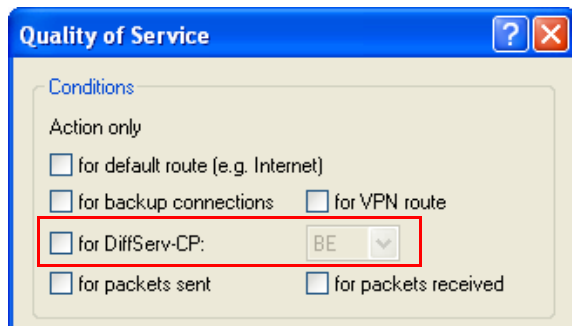 Quality of Service
Conditions
Action only
for default route (e.g. Internet)
for backup connections for VPN route
for DiffServ-CP: BE
for packets sent for packets received